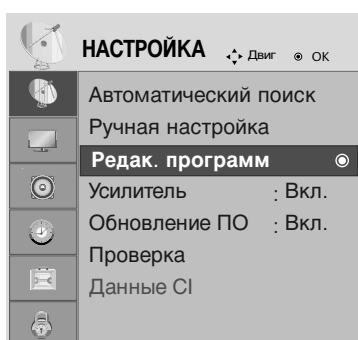 НАСТРОЙКА Двиг OK
Автоматический поиск
Ручная настройка
Редак. программ
Усилитель : Вкл.
Обновление ПО : Вкл.
Проверка
Данные CI